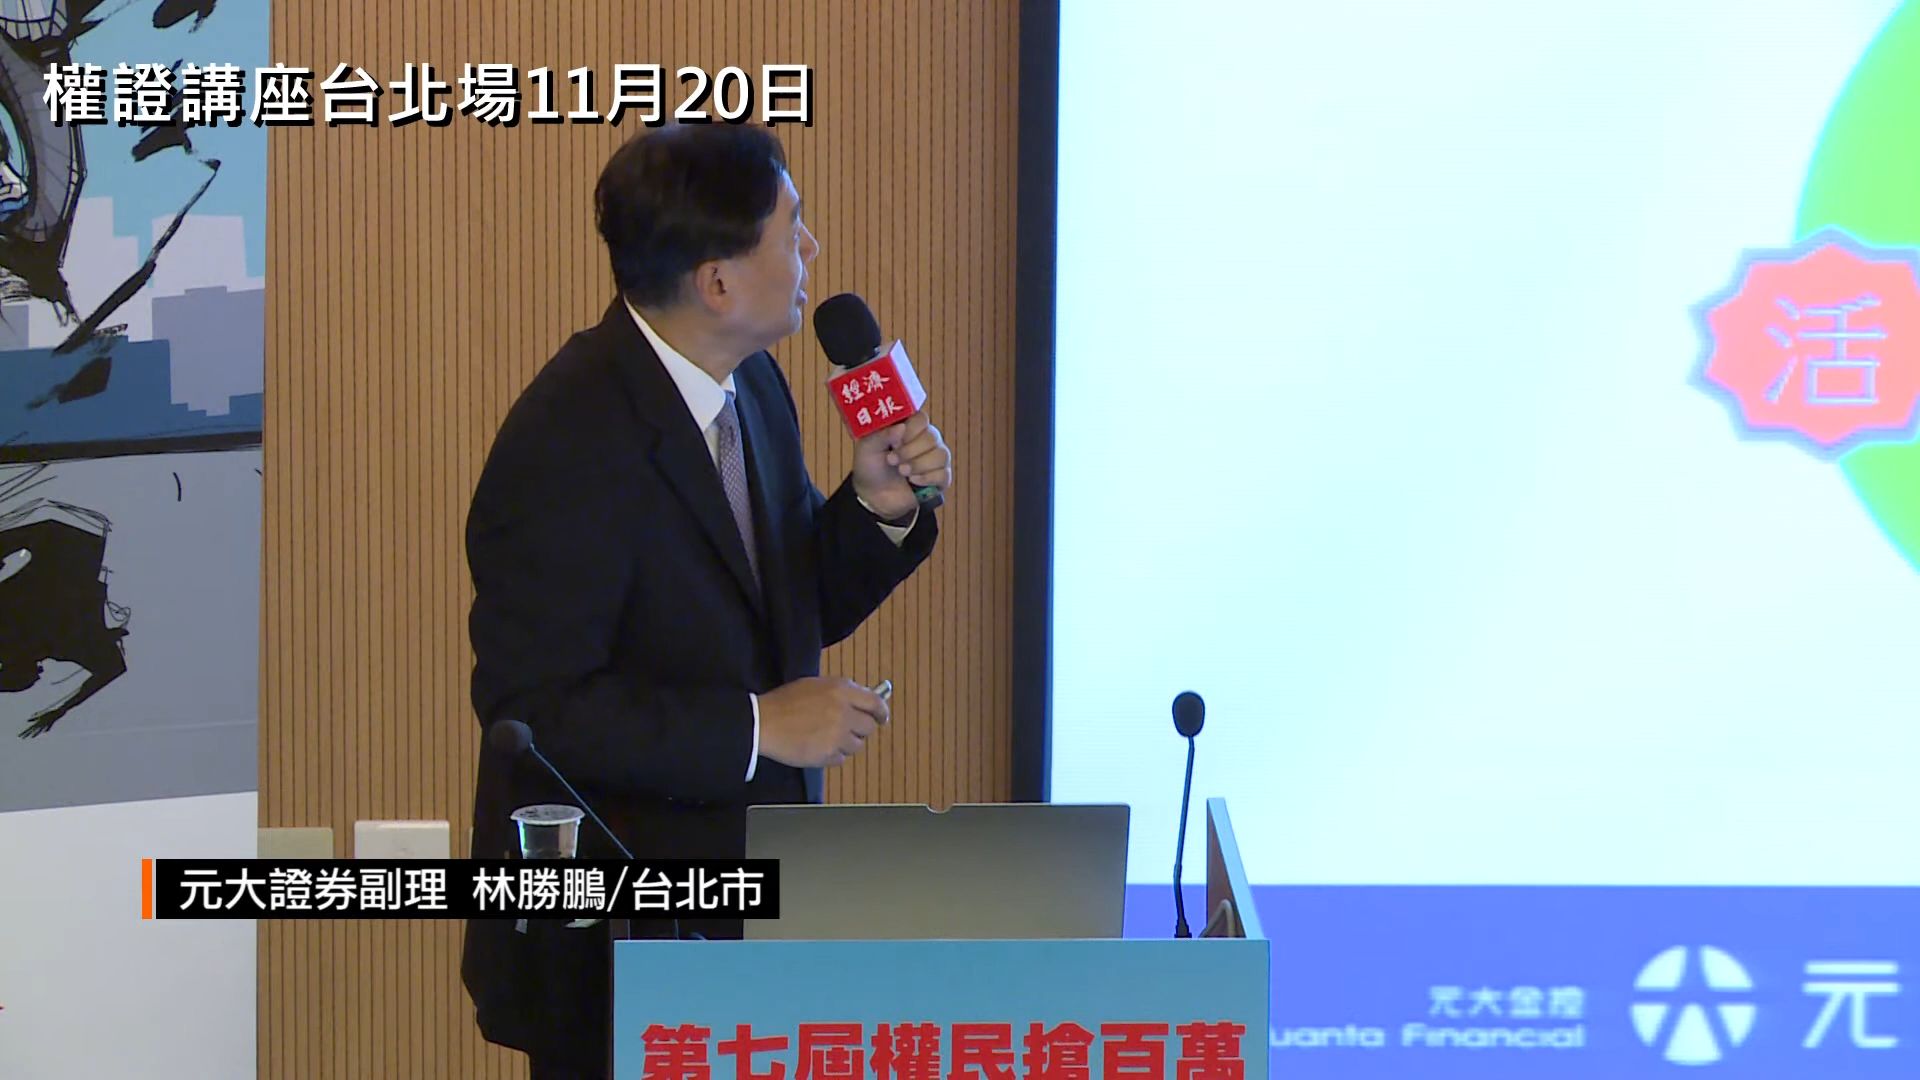 權證講座台北場11月20日
活
經濟
日報
元大證券副理 林勝鵬/台北市
元大金控
uanta Financial
元
第七屆權民搶百萬